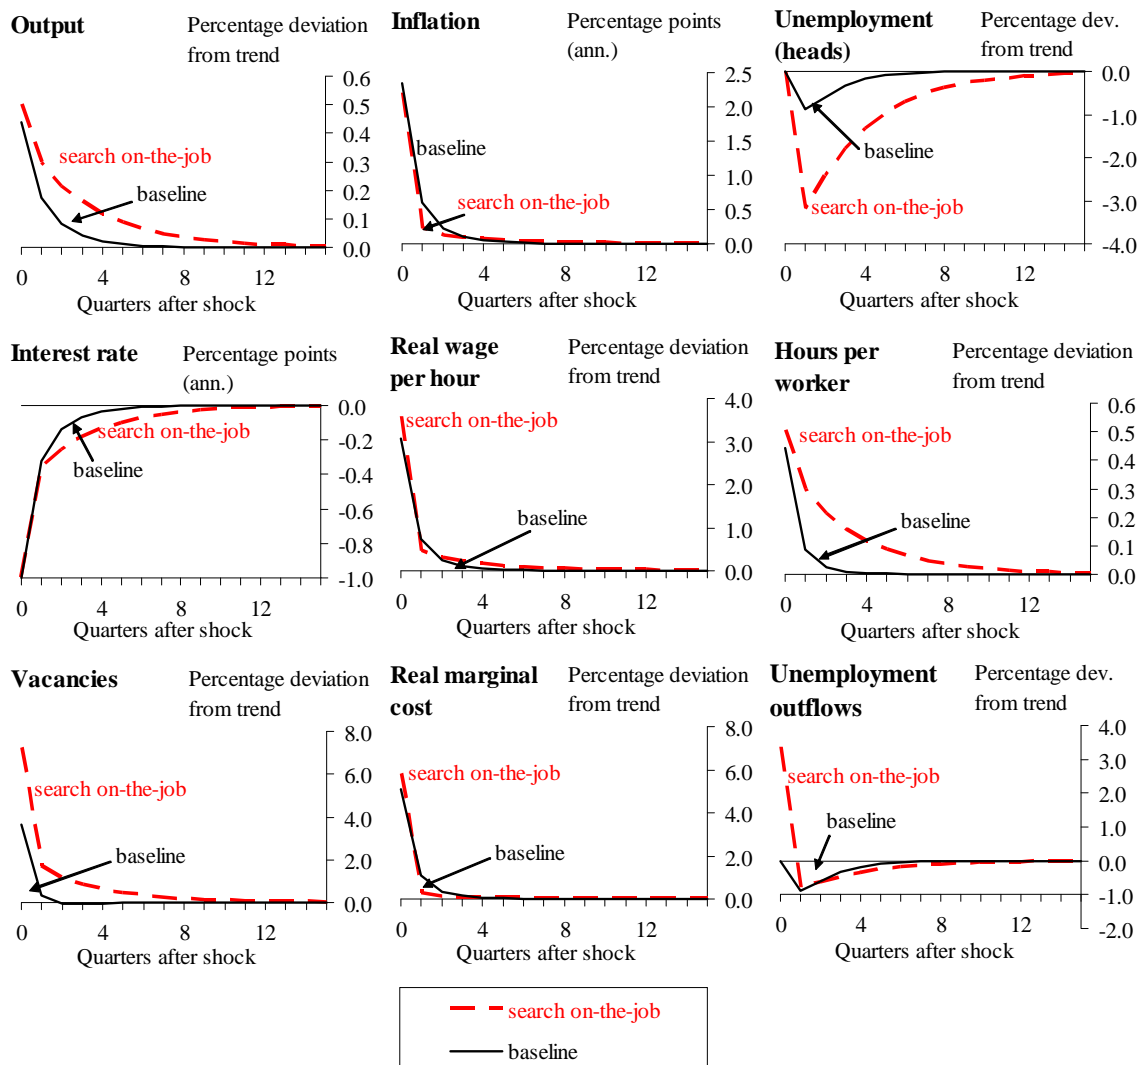 Output
Percentage deviation
from trend
0.6
0.5
0.4
0.3
0.2
0.1
0.0
search on-the-job
baseline
0 4 8 12
Quarters after shock
Inflation
Percentage points
(ann.)
2.5
2.0
1.5
1.0
0.5
0.0
baseline
search on-the-job
0 4 8 12
Quarters after shock
Unemployment
(heads)
Percentage dev.
from trend
0.0
-1.0
-2.0
-3.0
-4.0
baseline
search on-the-job
0 4 8 12
Quarters after shock
Interest rate
Percentage points
(ann.)
0.0
-0.2
-0.4
-0.6
-0.8
-1.0
search on-the-job
baseline
0 4 8 12
Quarters after shock
Real wage
per hour
Percentage deviation
from trend
4.0
3.0
2.0
1.0
0.0
search on-the-job
baseline
0 4 8 12
Quarters after shock
Hours per
worker
Percentage deviation
from trend
0.6
0.5
0.4
0.3
0.2
0.1
0.0
search on-the-job
baseline
0 4 8 12
Quarters after shock
Vacancies
Percentage deviation
from trend
8.0
6.0
4.0
2.0
0.0
search on-the-job
baseline
0 4 8 12
Quarters after shock
Real marginal
cost
Percentage deviation
from trend
8.0
6.0
4.0
2.0
0.0
search on-the-job
baseline
0 4 8 12
Quarters after shock
Unemployment
outflows
Percentage dev.
from trend
4.0
3.0
2.0
1.0
0.0
-1.0
-2.0
search on-the-job
baseline
0 4 8 12
Quarters after shock
search on-the-job
baseline